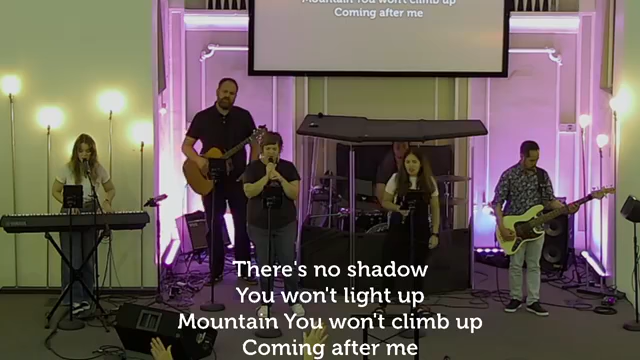 Mountain You won't climb up
Coming after me
There's no shadow
You won't light up
Mountain You won't climb up
Coming after me